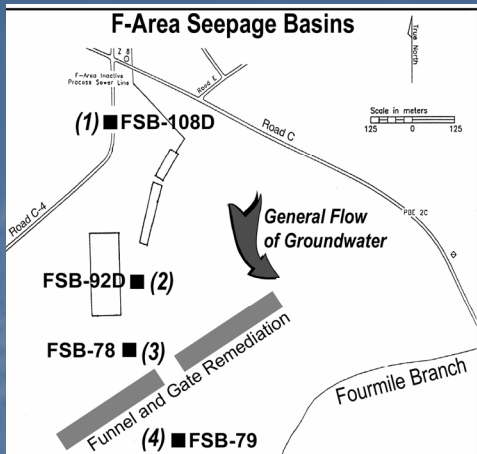 F-Area Seepage Basins
2 8
F-Area Inactive
Process Sewer Line
Road E
True North
Scale in meters
125 0 125
(1) FSB-108D
Road C
Road C-4
General Flow
of Groundwater
FSB-92D (2)
FSB-78 (3)
Funnel and Gate Remediation
Fourmile Branch
(4) FSB-79